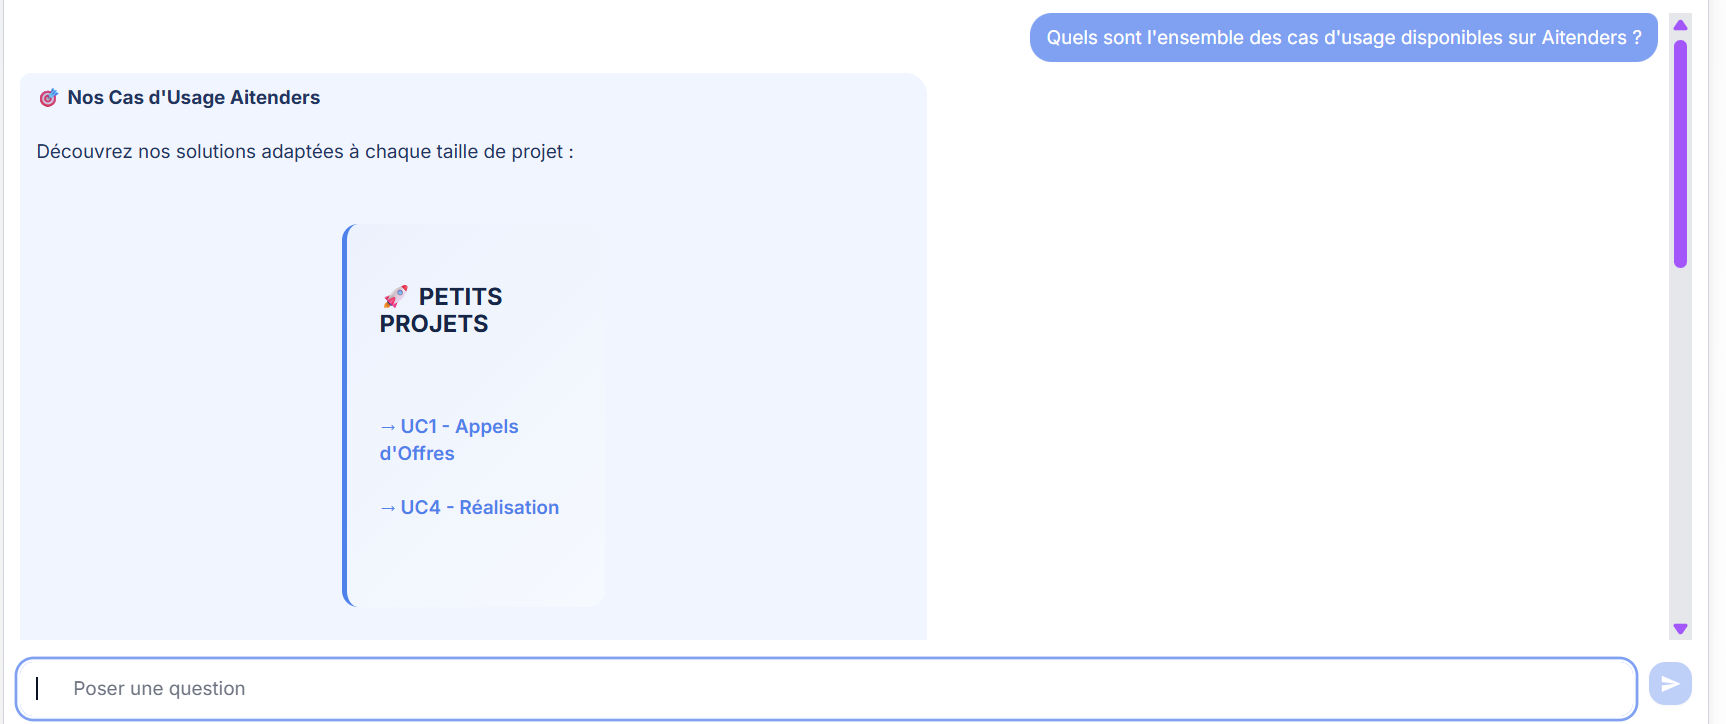 Quels sont l'ensemble des cas d'usage disponibles sur Aitenders ?
🎯 Nos Cas d'Usage Aitenders
Découvrez nos solutions adaptées à chaque taille de projet :
🚀 PETITS
PROJETS
→ UC1 - Appels
d'Offres
→ UC4 - Réalisation
Poser une question